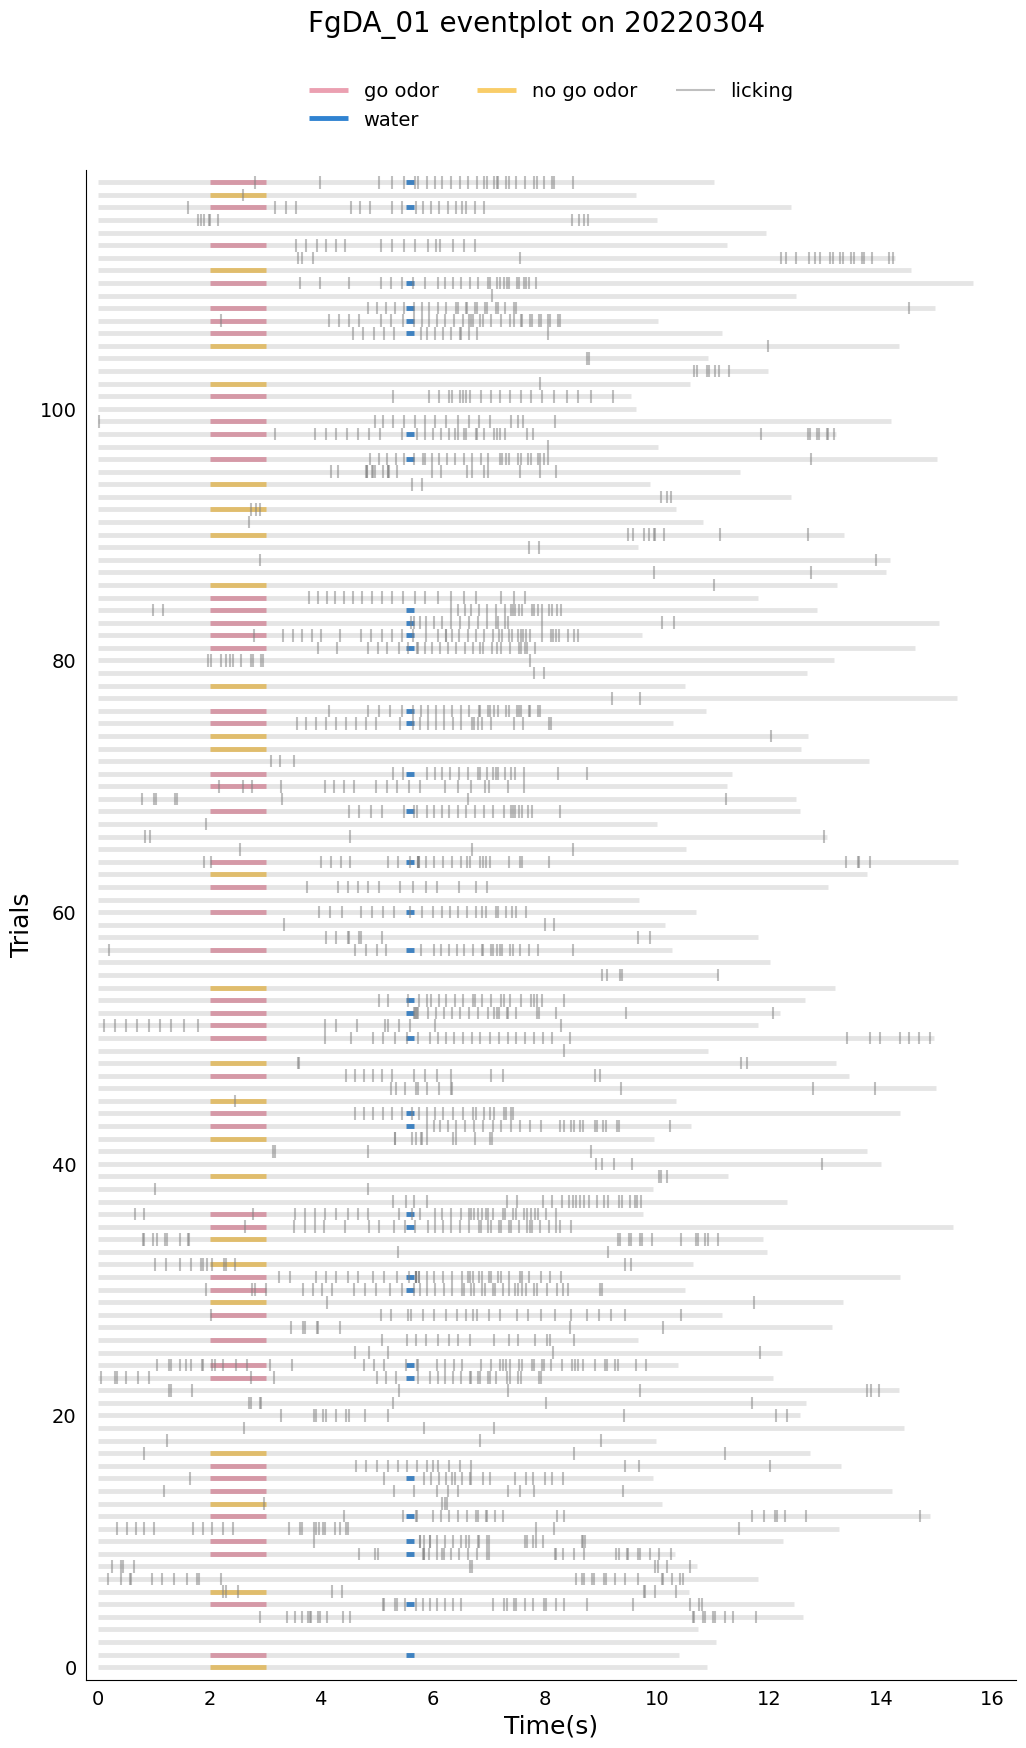 FgDA_01 eventplot on 20220304
go odor
no go odor
licking
water
100
80
60
40
20
0
Trials
0 2 4 6 8 10 12 14 16
Time(s)